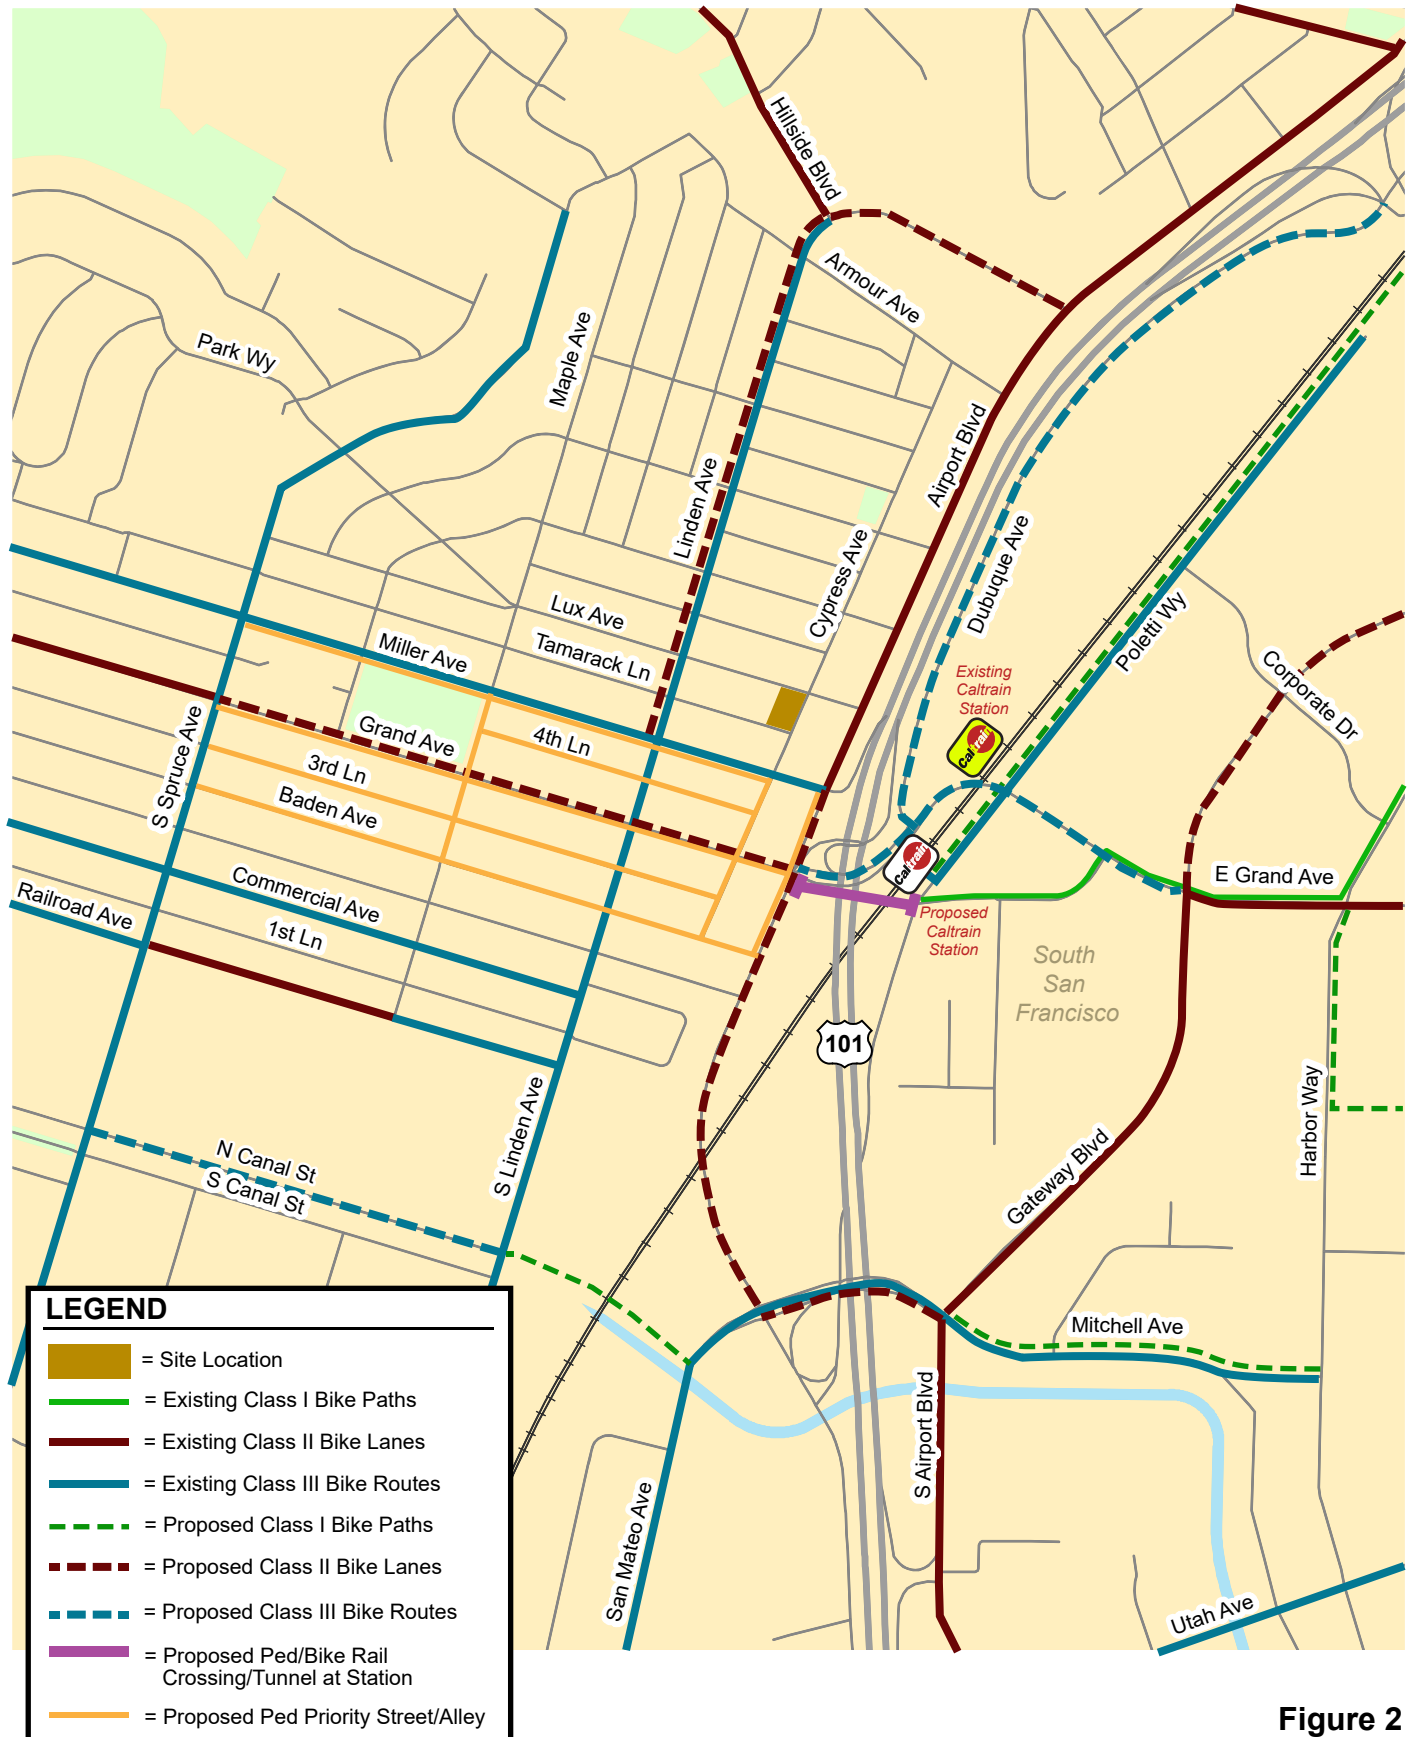 Hillside Blvd
Armour Ave
Park Wy
Maple Ave
Airport Blvd
Linden Ave
Dubuque Ave
Cypress Ave
Lux Ave
Tamarack Ln
Miller Ave
Poletti Wy
Corporate Dr
Existing
Caltrain
Station
Caltrain
Grand Ave
4th Ln
3rd Ln
S Spruce Ave
Baden Ave
Caltrain
E Grand Ave
Commercial Ave
Railroad Ave
1st Ln
Proposed
Caltrain
Station
South
San
Francisco
101
Harbor Way
S Linden Ave
N Canal St
S Canal St
Gateway Blvd
Mitchell Ave
S Airport Blvd
San Mateo Ave
Utah Ave
LEGEND
= Site Location
= Existing Class I Bike Paths
= Existing Class II Bike Lanes
= Existing Class III Bike Routes
= Proposed Class I Bike Paths
= Proposed Class II Bike Lanes
= Proposed Class III Bike Routes
= Proposed Ped/Bike Rail
Crossing/Tunnel at Station
= Proposed Ped Priority Street/Alley
Figure 2